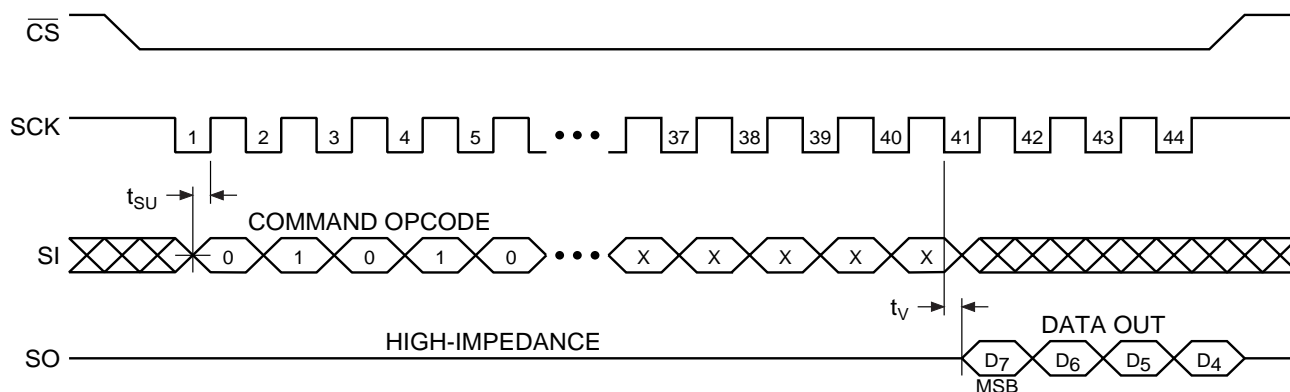 CS
SCK 1 2 3 4 5 ••• 37 38 39 40 41 42 43 44
tSU
COMMAND OPCODE
SI 0 1 0 1 0 ••• X X X X X
tV
HIGH-IMPEDANCE
DATA OUT
SO D7 D6 D5 D4
MSB